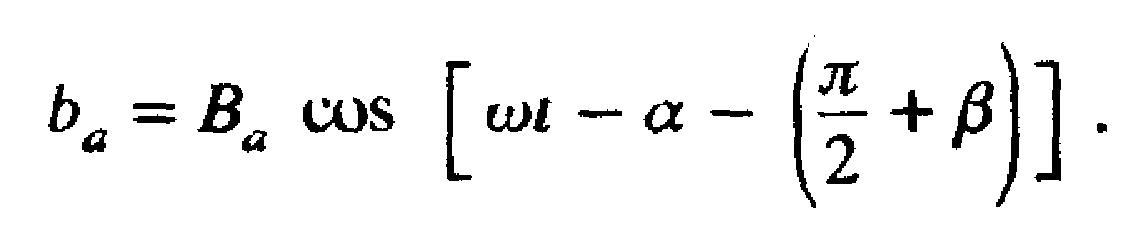 b_a = B_a cos [ωt − α − (π/2 + β)].